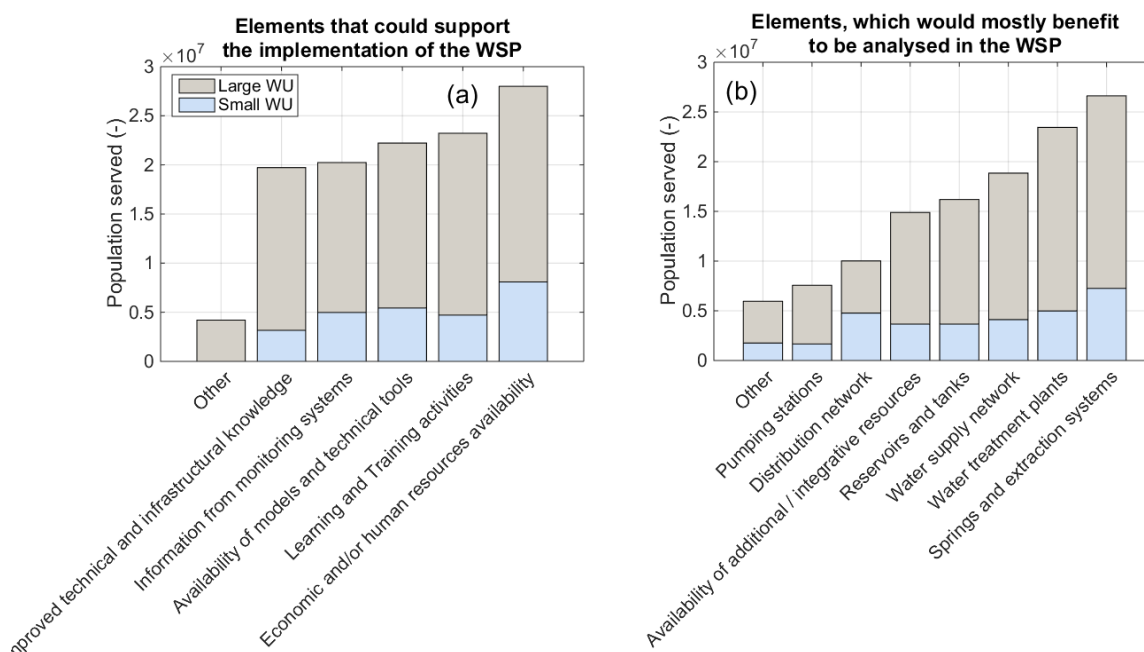 Elements that could support
the implementation of the WSP
×10⁷
3
2.5
2
1.5
1
0.5
0
Population served (-)
Large WU
Small WU
(a)
Other
mproved technical and infrastructural knowledge
Information from monitoring systems
Availability of models and technical tools
Learning and Training activities
Economic and/or human resources availability
Elements, which would mostly benefit
to be analysed in the WSP
×10⁷
3
2.5
2
1.5
1
0.5
0
Population served (-)
(b)
Other
Pumping stations
Distribution network
Availability of additional / integrative resources
Reservoirs and tanks
Water supply network
Water treatment plants
Springs and extraction systems